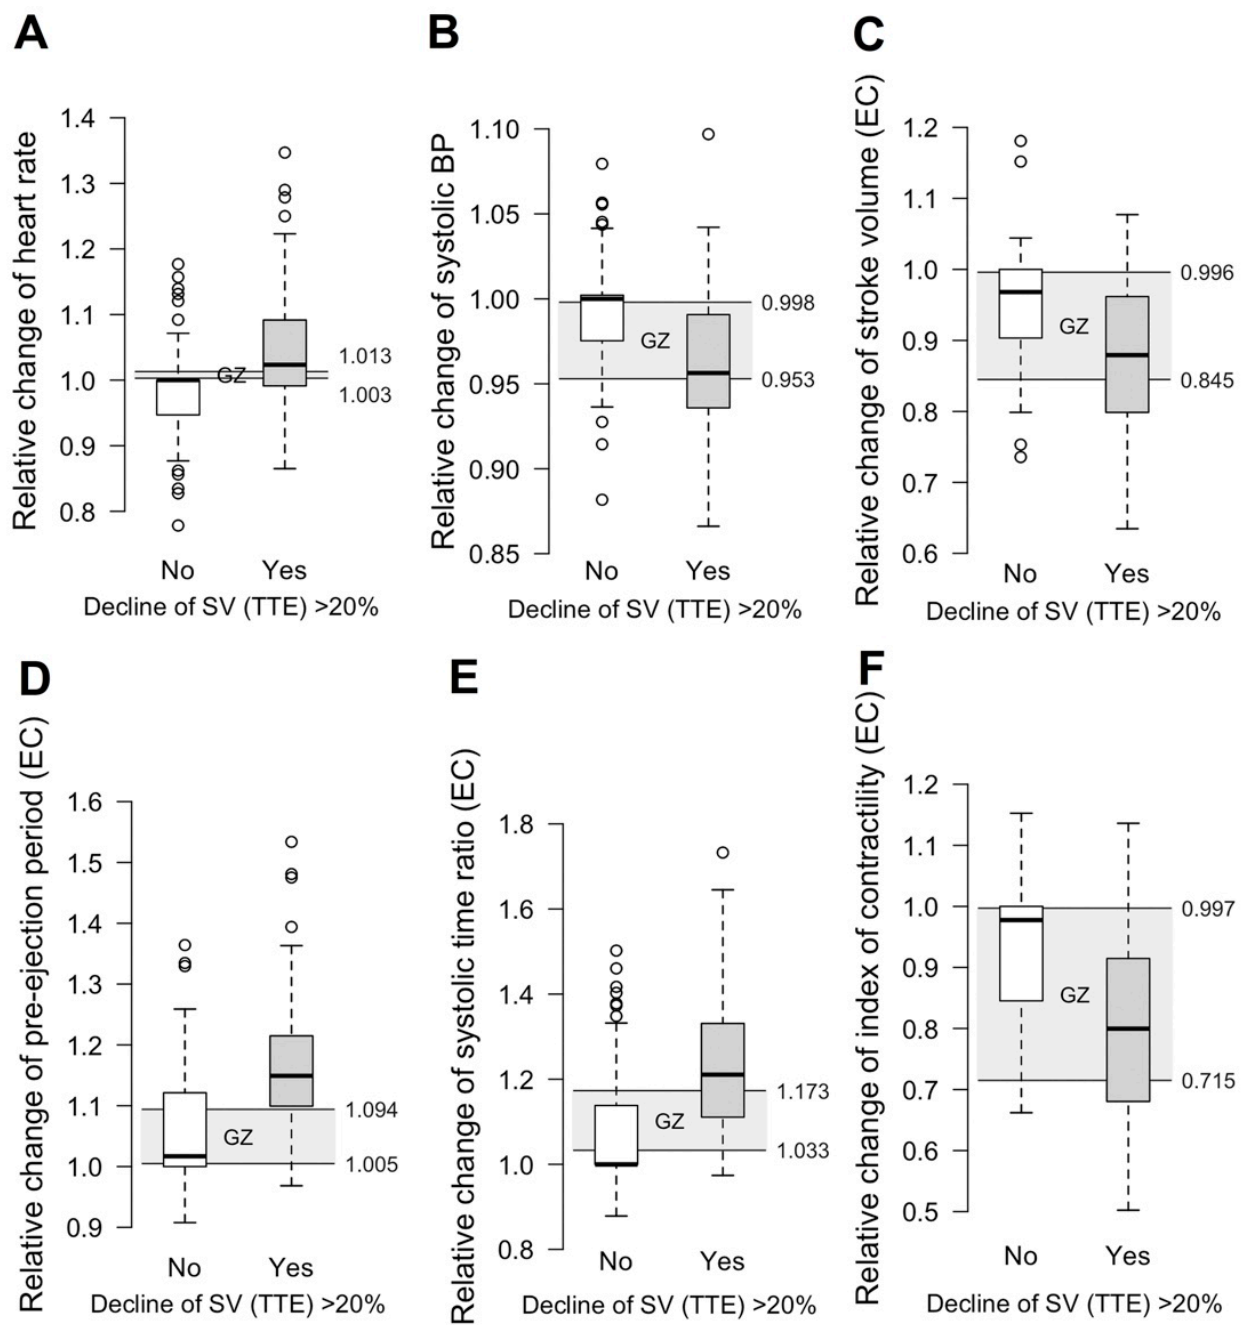 A
Relative change of heart rate
1.4
1.3
1.2
1.1
1.0
0.9
0.8
GZ
1.013
1.003
No
Yes
Decline of SV (TTE) >20%
B
Relative change of systolic BP
1.10
1.05
1.00
0.95
0.90
0.85
GZ
0.998
0.953
No
Yes
Decline of SV (TTE) >20%
C
Relative change of stroke volume (EC)
1.2
1.1
1.0
0.9
0.8
0.7
0.6
GZ
0.996
0.845
No
Yes
Decline of SV (TTE) >20%
D
Relative change of pre-ejection period (EC)
1.6
1.5
1.4
1.3
1.2
1.1
1.0
0.9
GZ
1.094
1.005
No
Yes
Decline of SV (TTE) >20%
E
Relative change of systolic time ratio (EC)
1.8
1.6
1.4
1.2
1.0
0.8
GZ
1.173
1.033
No
Yes
Decline of SV (TTE) >20%
F
Relative change of index of contractility (EC)
1.2
1.1
1.0
0.9
0.8
0.7
0.6
0.5
GZ
0.997
0.715
No
Yes
Decline of SV (TTE) >20%